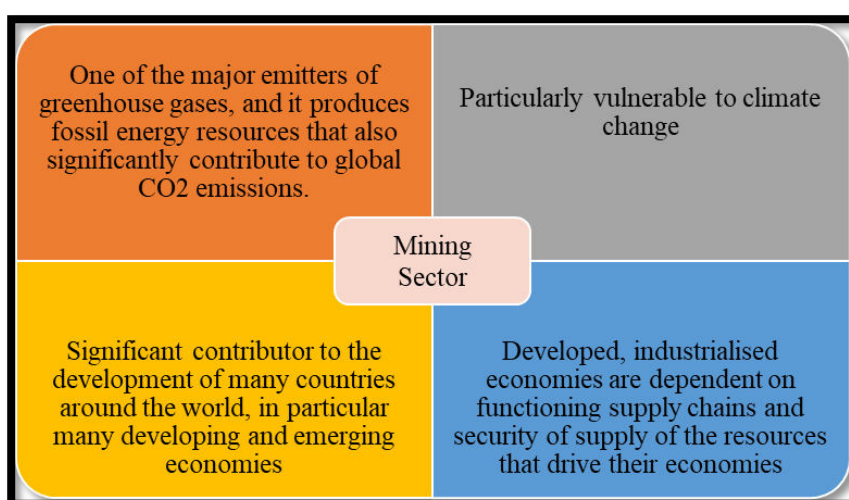 One of the major emitters of
greenhouse gases, and it produces
fossil energy resources that also
significantly contribute to global
CO2 emissions.
Particularly vulnerable to climate
change
Mining
Sector
Significant contributor to the
development of many countries
around the world, in particular
many developing and emerging
economies
Developed, industrialised
economies are dependent on
functioning supply chains and
security of supply of the resources
that drive their economies